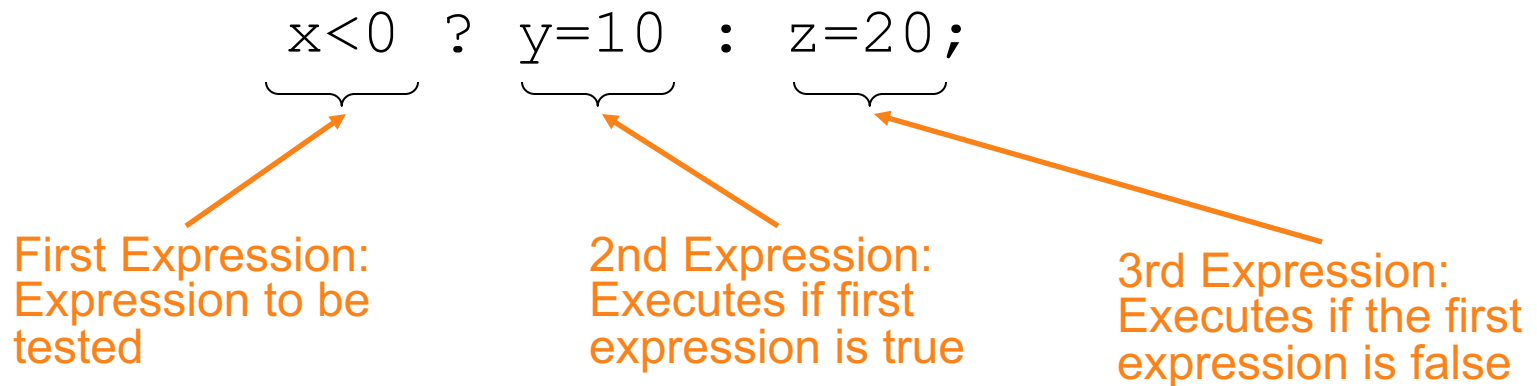 x<0 ? y=10 : z=20;
First Expression:
Expression to be
tested
2nd Expression:
Executes if first
expression is true
3rd Expression:
Executes if the first
expression is false